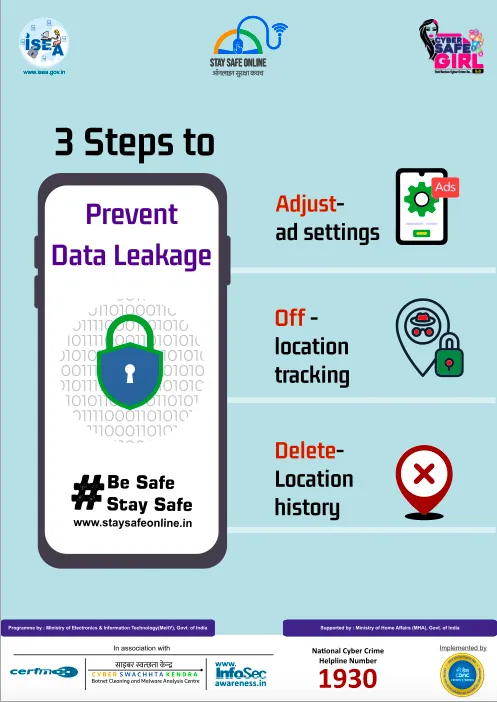 ISEA
www.isea.gov.in
STAY SAFE ONLINE
ऑनलाइन सुरक्षा कवच
CYBER
SAFE
GIRL
3 Steps to
Prevent
Data Leakage
#Be Safe
Stay Safe
www.staysafeonline.in
Adjust-
ad settings
Ads
Off -
location
tracking
Delete-
Location
history
Programme by : Ministry of Electronics & Information Technology(MeitY), Govt. of India
Supported by : Ministry of Home Affairs (MHA), Govt. of India
In association with
साइबर स्वच्छता केन्द्र
CYBER SWACHHTA KENDRA
Botnet Cleaning and Malware Analysis Centre
www.
InfoSec
awareness.in
National Cyber Crime
Helpline Number
1930
Implemented by